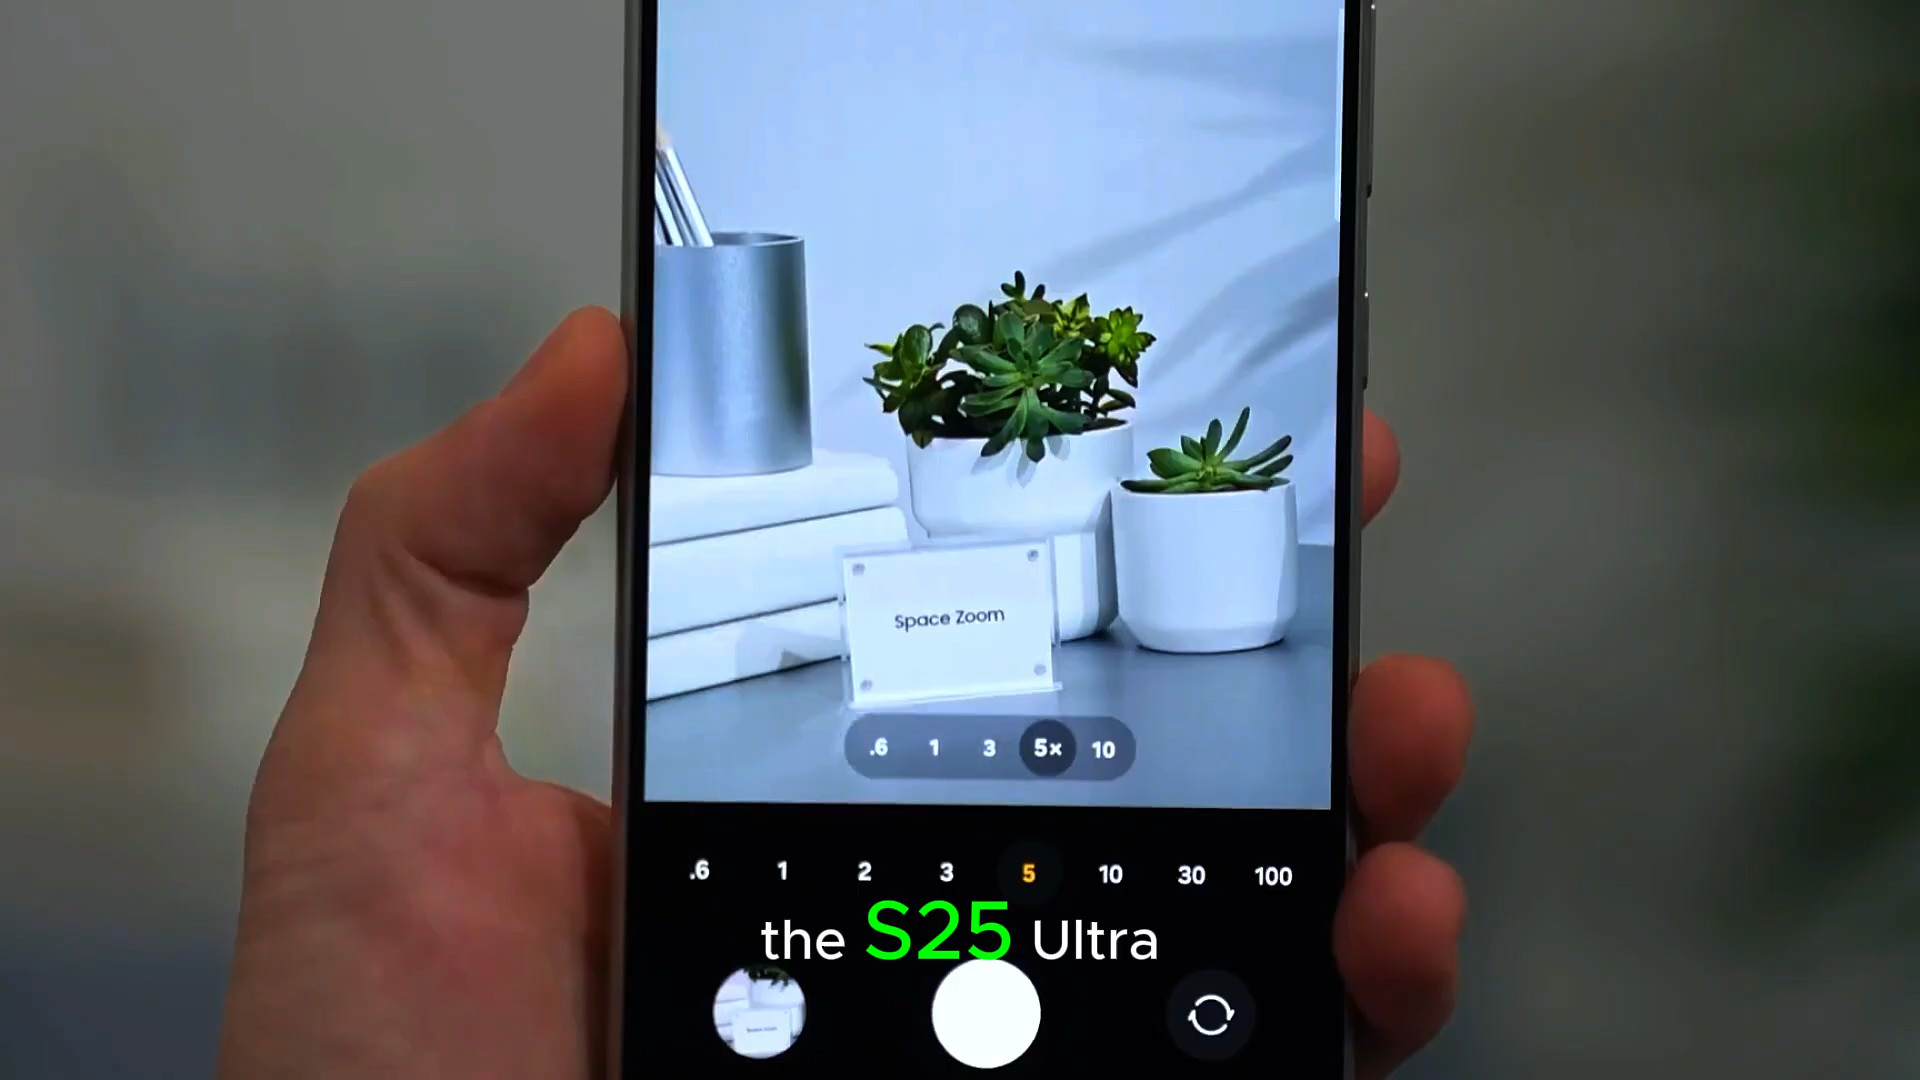 Space Zoom
.6 1 3 5× 10
.6 1 2 3 5 10 30 100
the S25 Ultra